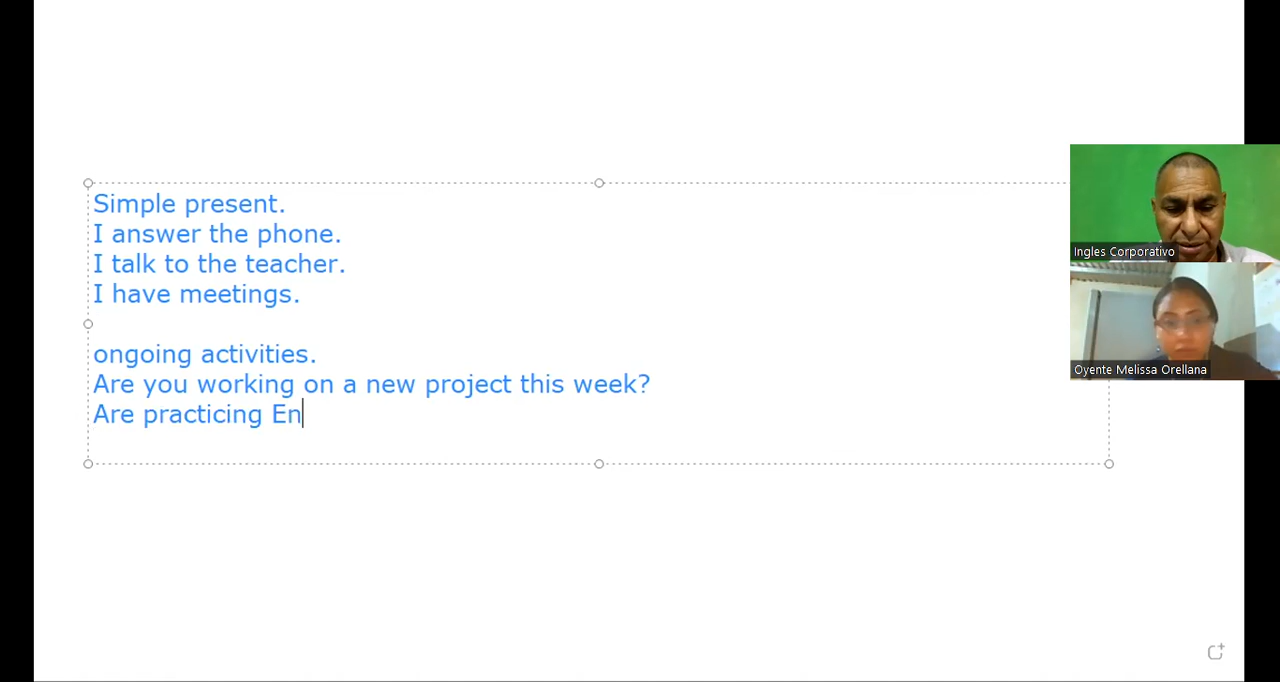 Simple present.
I answer the phone.
I talk to the teacher.
I have meetings.
ongoing activities.
Are you working on a new project this week?
Are practicing En
Ingles Corporativo
Oyente Melissa Orellana